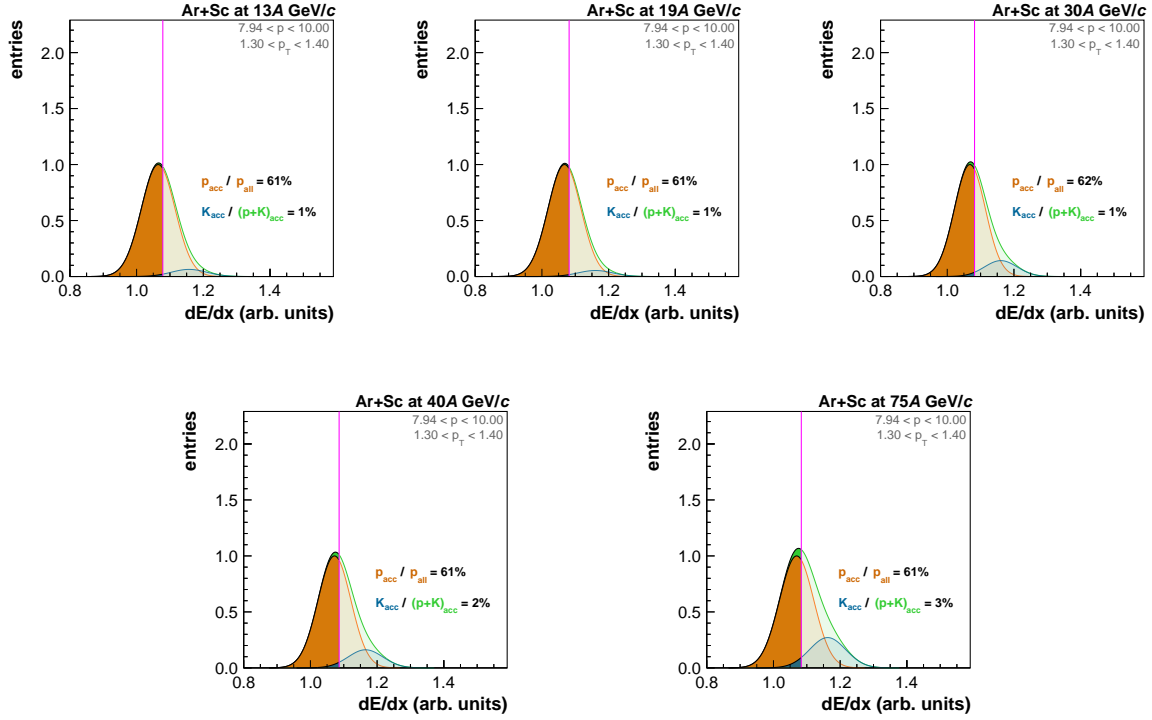 Ar+Sc at 13A GeV/c
7.94 < p < 10.00
1.30 < p_T < 1.40
entries
2.0
1.5
1.0
0.5
0.0
p_acc / p_all = 61%
K_acc / (p+K)_acc = 1%
0.8 1.0 1.2 1.4
dE/dx (arb. units)
Ar+Sc at 19A GeV/c
7.94 < p < 10.00
1.30 < p_T < 1.40
entries
2.0
1.5
1.0
0.5
0.0
p_acc / p_all = 61%
K_acc / (p+K)_acc = 1%
0.8 1.0 1.2 1.4
dE/dx (arb. units)
Ar+Sc at 30A GeV/c
7.94 < p < 10.00
1.30 < p_T < 1.40
entries
2.0
1.5
1.0
0.5
0.0
p_acc / p_all = 62%
K_acc / (p+K)_acc = 1%
0.8 1.0 1.2 1.4
dE/dx (arb. units)
Ar+Sc at 40A GeV/c
7.94 < p < 10.00
1.30 < p_T < 1.40
entries
2.0
1.5
1.0
0.5
0.0
p_acc / p_all = 61%
K_acc / (p+K)_acc = 2%
0.8 1.0 1.2 1.4
dE/dx (arb. units)
Ar+Sc at 75A GeV/c
7.94 < p < 10.00
1.30 < p_T < 1.40
entries
2.0
1.5
1.0
0.5
0.0
p_acc / p_all = 61%
K_acc / (p+K)_acc = 3%
0.8 1.0 1.2 1.4
dE/dx (arb. units)